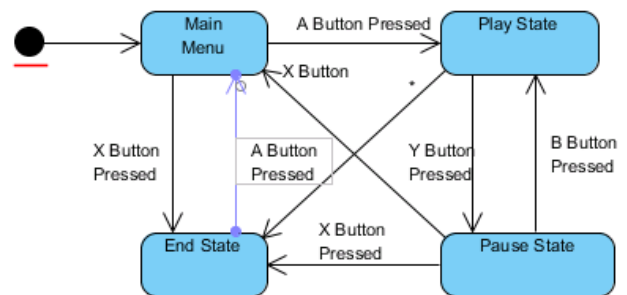 Main
Menu
A Button Pressed
Play State
X Button
*
X Button
Pressed
A Button
Pressed
Y Button
Pressed
B Button
Pressed
X Button
Pressed
End State
Pause State